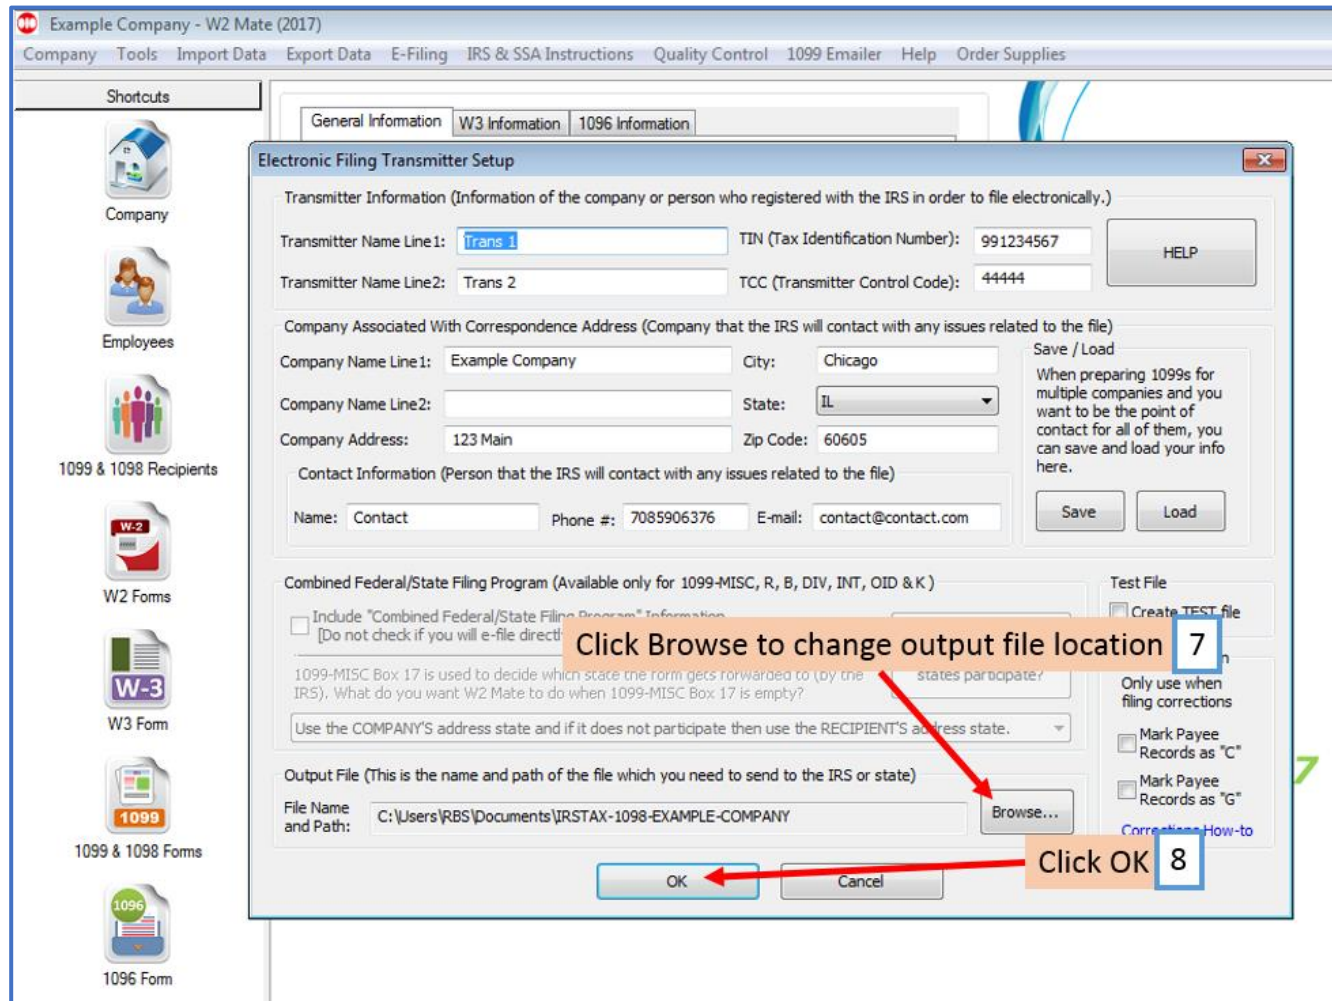 Example Company - W2 Mate (2017)
Company Tools Import Data Export Data E-Filing IRS & SSA Instructions Quality Control 1099 Emailer Help Order Supplies
Shortcuts
Company
Employees
1099 & 1098 Recipients
W-2
W2 Forms
W-3
W3 Form
1099
1099 & 1098 Forms
1096
1096 Form
General Information W3 Information 1096 Information
Electronic Filing Transmitter Setup
Transmitter Information (Information of the company or person who registered with the IRS in order to file electronically.)
Transmitter Name Line1: Trans 1 TIN (Tax Identification Number): 991234567 HELP
Transmitter Name Line2: Trans 2 TCC (Transmitter Control Code): 44444
Company Associated With Correspondence Address (Company that the IRS will contact with any issues related to the file)
Company Name Line1: Example Company City: Chicago
Company Name Line2: State: IL
Company Address: 123 Main Zip Code: 60605
Save / Load
When preparing 1099s for
multiple companies and you
want to be the point of
contact for all of them, you
can save and load your info
here.
Save Load
Contact Information (Person that the IRS will contact with any issues related to the file)
Name: Contact Phone #: 7085906376 E-mail: contact@contact.com
Combined Federal/State Filing Program (Available only for 1099-MISC, R, B, DIV, INT, OID & K )
Include "Combined Federal/State Filing Program" Information
[Do not check if you will e-file directly
Test File
Create TEST file
Click Browse to change output file location 7
1099-MISC Box 17 is used to decide which state the form gets forwarded to (by the
IRS). What do you want W2 Mate to do when 1099-MISC Box 17 is empty?
states participate?
Use the COMPANY'S address state and if it does not participate then use the RECIPIENT'S address state.
Only use when
filing corrections
Mark Payee
Records as "C"
Mark Payee
Records as "G"
Corrections How-to
7
Output File (This is the name and path of the file which you need to send to the IRS or state)
File Name
and Path: C:\Users\RBS\Documents\IRSTAX-1098-EXAMPLE-COMPANY Browse...
Click OK 8
OK Cancel